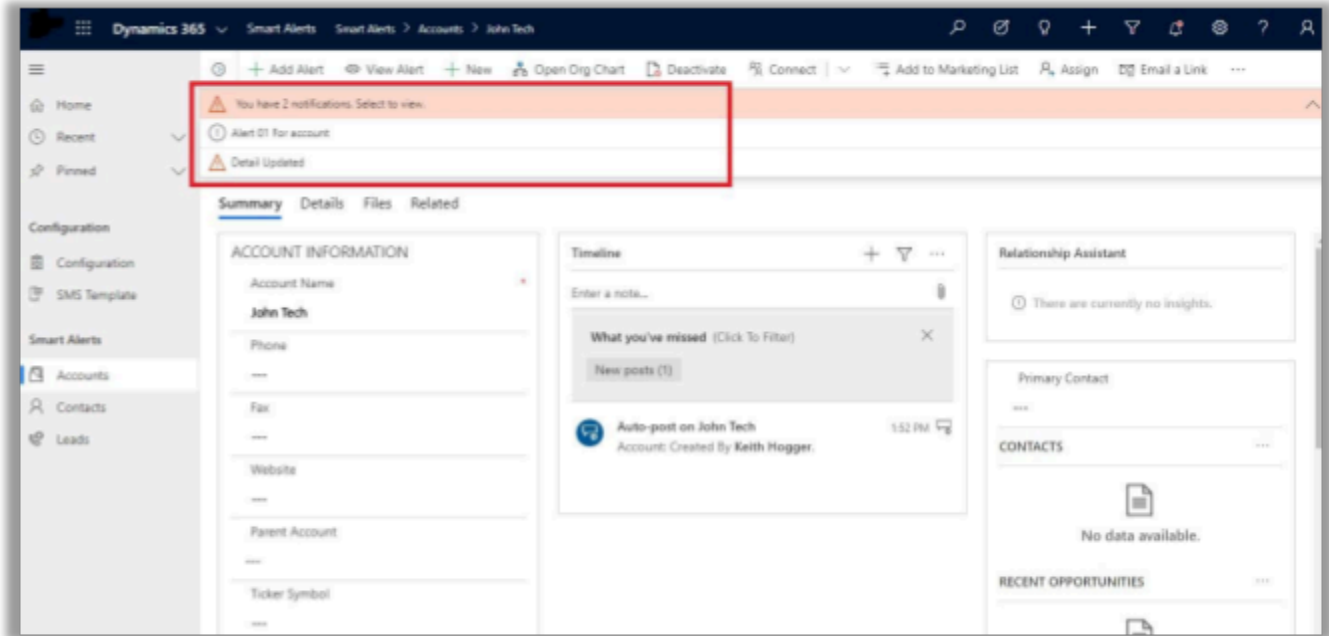 Dynamics 365 Smart Alerts Smart Alerts > Accounts > John Tech
+ Add Alert View Alert + New Open Org Chart Deactivate Connect Add to Marketing List Assign Email a Link ...
Home
Recent
Pinned
Configuration
Configuration
SMS Template
Smart Alerts
Accounts
Contacts
Leads
You have 2 notifications. Select to view.
Alert 01 For account
Detail Updated
Summary Details Files Related
ACCOUNT INFORMATION
Account Name *
John Tech
Phone
---
Fax
---
Website
---
Parent Account
---
Ticker Symbol
---
Timeline
Enter a note...
What you've missed (Click To Filter)
New posts (1)
Auto-post on John Tech 1:52 PM
Account: Created By Keith Hogger.
Relationship Assistant
There are currently no insights.
Primary Contact
---
CONTACTS ...
No data available.
RECENT OPPORTUNITIES ...